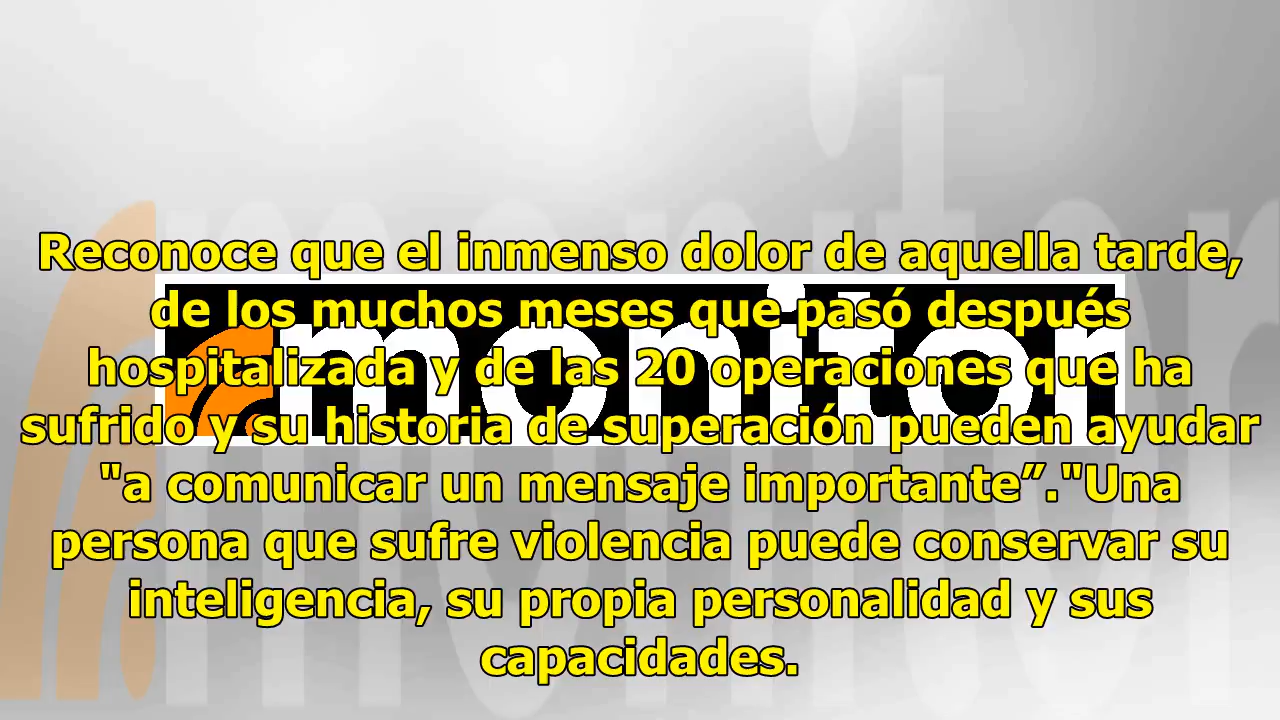 Reconoce que el inmenso dolor de aquella tarde,
de los muchos meses que pasó después
hospitalizada y de las 20 operaciones que ha
sufrido y su historia de superación pueden ayudar
"a comunicar un mensaje importante”."Una
persona que sufre violencia puede conservar su
inteligencia, su propia personalidad y sus
capacidades.
monitor
monitor